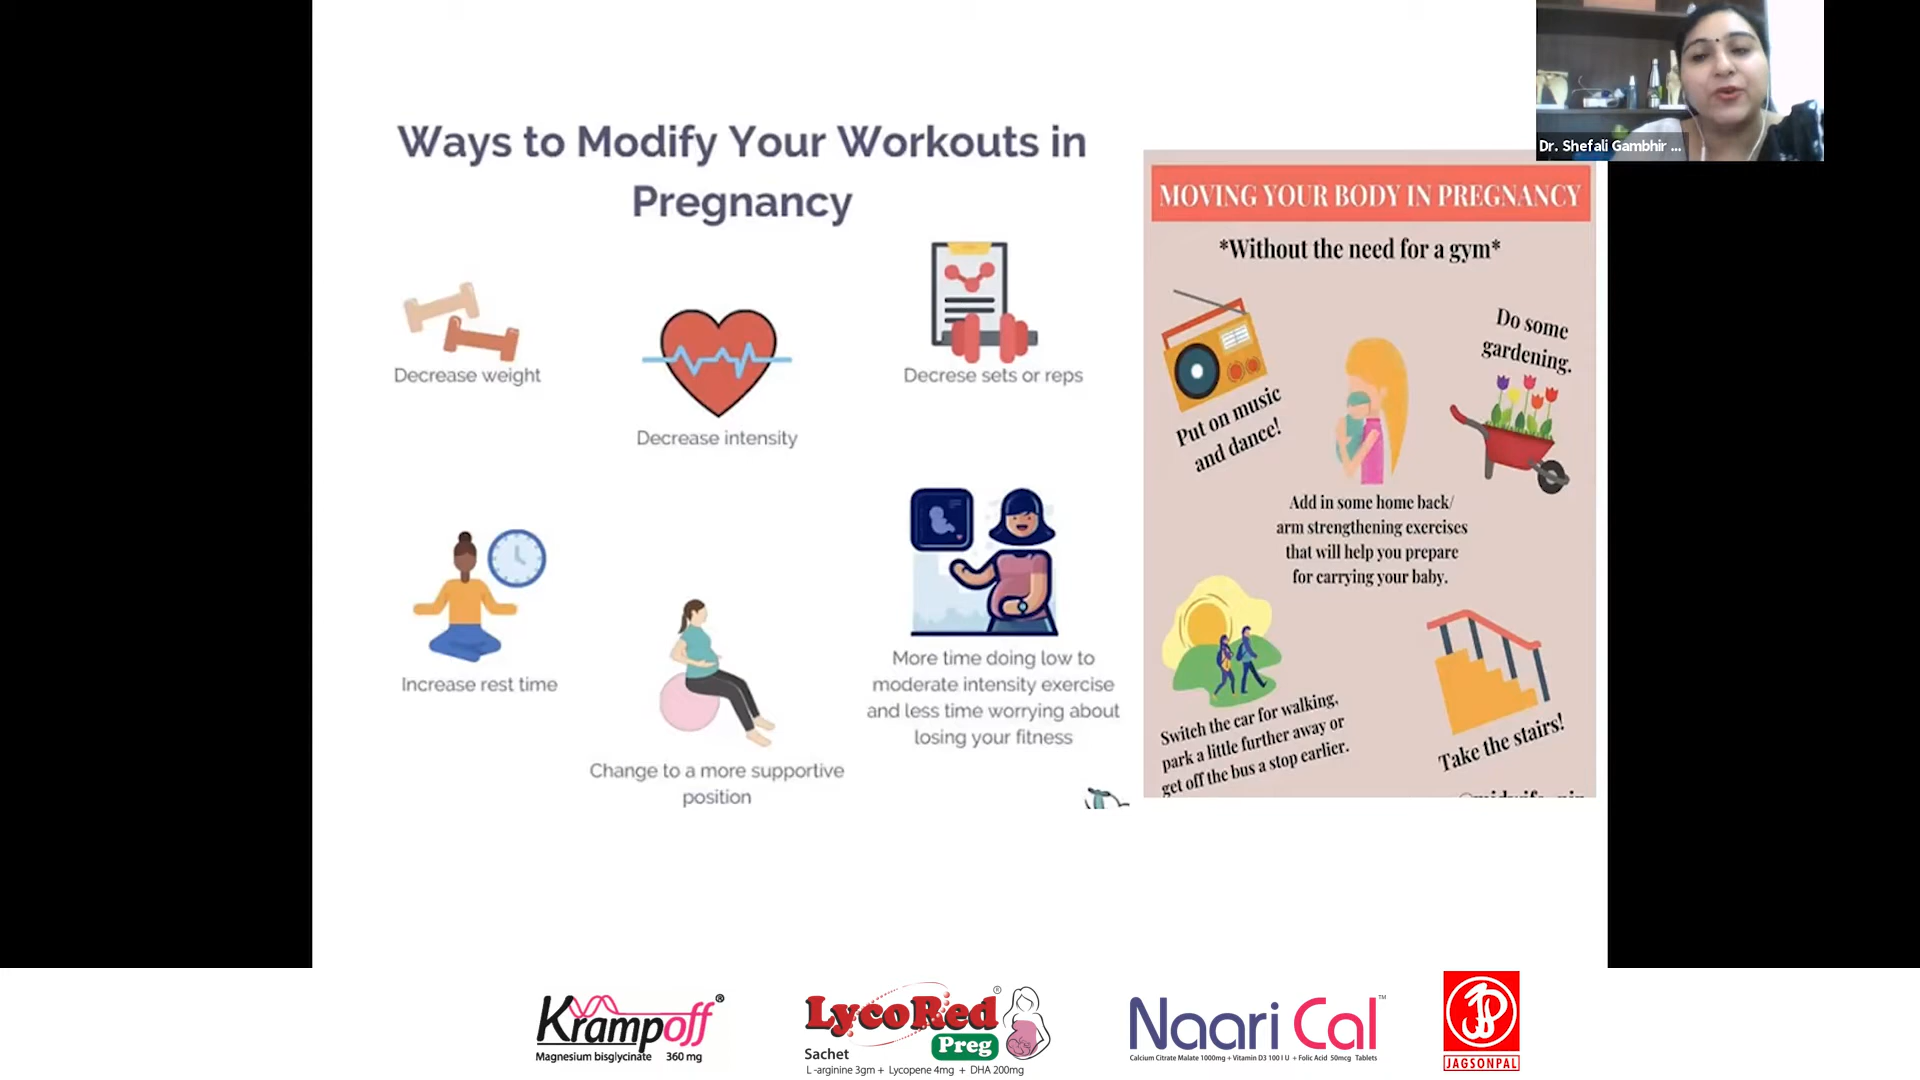 Dr. Shefali Gambhir ...
Ways to Modify Your Workouts in
Pregnancy
Decrease weight
Decrease intensity
Decrese sets or reps
Increase rest time
Change to a more supportive
position
More time doing low to
moderate intensity exercise
and less time worrying about
losing your fitness
MOVING YOUR BODY IN PREGNANCY
*Without the need for a gym*
Put on music
and dance!
Do some
gardening.
Add in some home back/
arm strengthening exercises
that will help you prepare
for carrying your baby.
Switch the car for walking,
park a little further away or
get off the bus a stop earlier.
Take the stairs!
Krampoff®
Magnesium bisglycinate 360 mg
LycoRed®
Preg
Sachet
L-arginine 3gm + Lycopene 4mg + DHA 200mg
Naari Cal™
Calcium Citrate Malate 1000mg + Vitamin D3 100 I U + Folic Acid 50mcg Tablets
JAGSONPAL